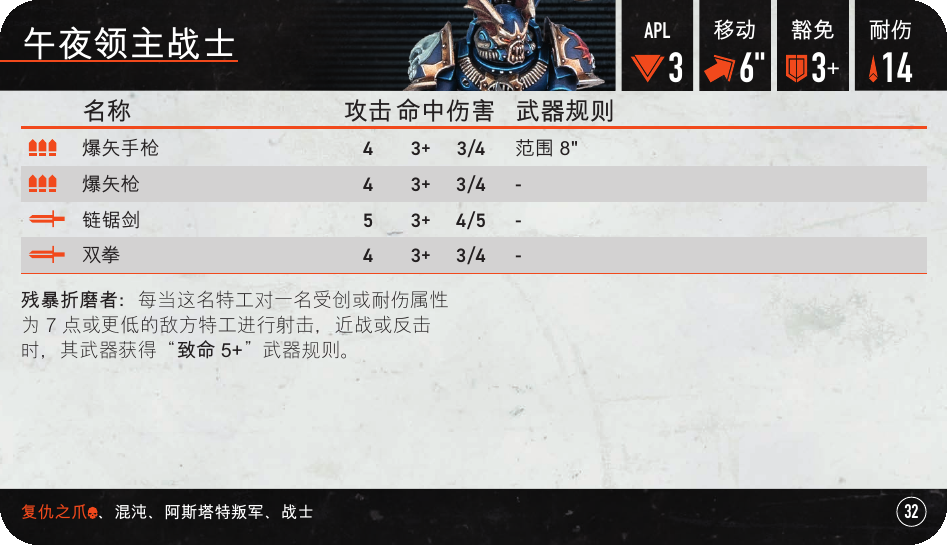 午夜领主战士
APL 移动 豁免 耐伤
3 6" 3+ 14
名称 攻击 命中 伤害 武器规则
爆矢手枪 4 3+ 3/4 范围 8"
爆矢枪 4 3+ 3/4 -
链锯剑 5 3+ 4/5 -
双拳 4 3+ 3/4 -
残暴折磨者：每当这名特工对一名受创或耐伤属性
为 7 点或更低的敌方特工进行射击，近战或反击
时，其武器获得“致命 5+”武器规则。
复仇之爪、混沌、阿斯塔特叛军、战士
32